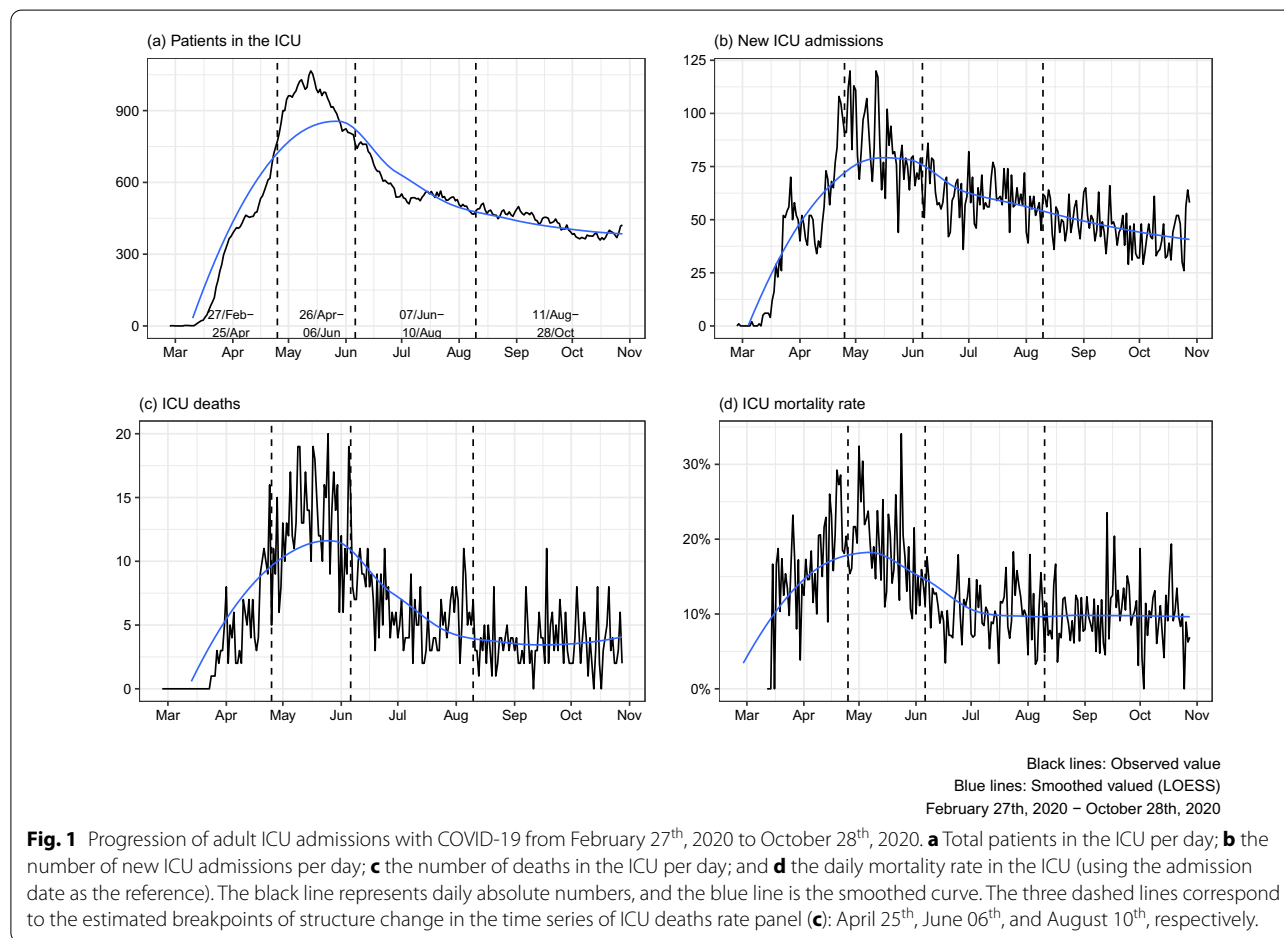 (a) Patients in the ICU
900
600
300
0
27/Feb−
25/Apr
26/Apr−
06/Jun
07/Jun−
10/Aug
11/Aug−
28/Oct
Mar Apr May Jun Jul Aug Sep Oct Nov
(b) New ICU admissions
125
100
75
50
25
0
Mar Apr May Jun Jul Aug Sep Oct Nov
(c) ICU deaths
20
15
10
5
0
Mar Apr May Jun Jul Aug Sep Oct Nov
(d) ICU mortality rate
30%
20%
10%
0%
Mar Apr May Jun Jul Aug Sep Oct Nov
Black lines: Observed value
Blue lines: Smoothed valued (LOESS)
February 27th, 2020 − October 28th, 2020
Fig. 1 Progression of adult ICU admissions with COVID-19 from February 27th, 2020 to October 28th, 2020. a Total patients in the ICU per day; b the
number of new ICU admissions per day; c the number of deaths in the ICU per day; and d the daily mortality rate in the ICU (using the admission
date as the reference). The black line represents daily absolute numbers, and the blue line is the smoothed curve. The three dashed lines correspond
to the estimated breakpoints of structure change in the time series of ICU deaths rate panel (c): April 25th, June 06th, and August 10th, respectively.